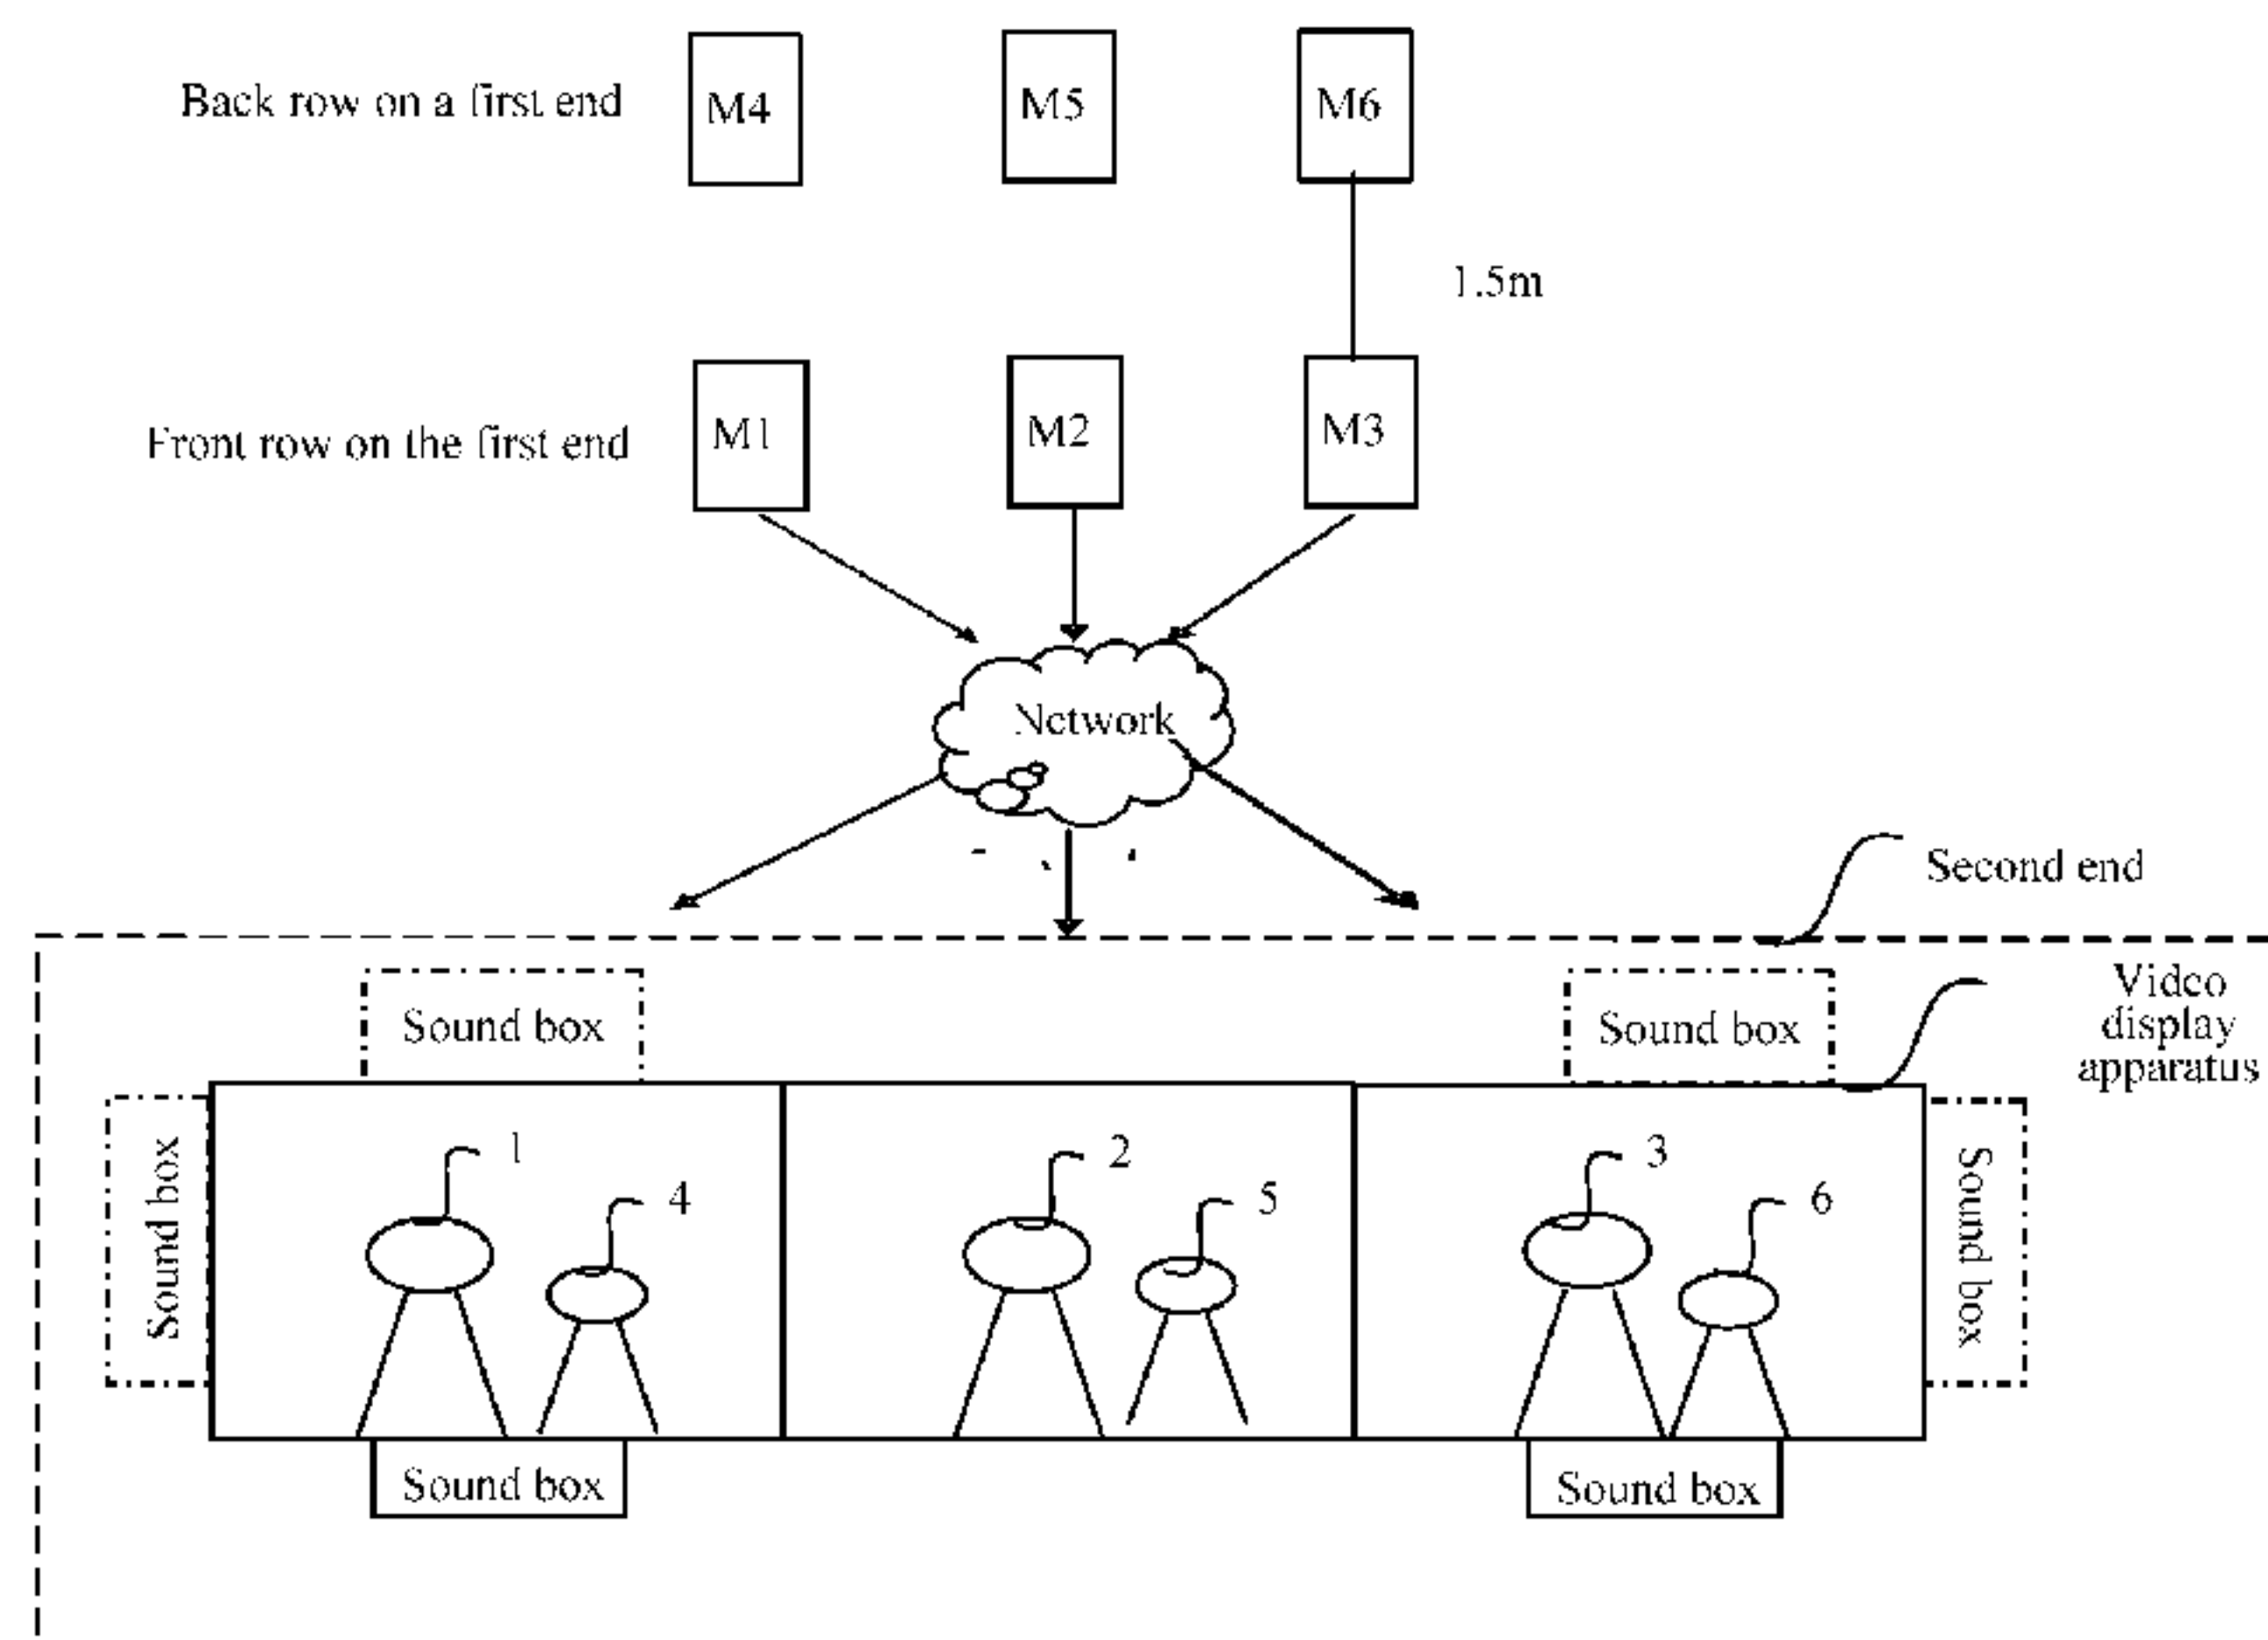 Back row on a first end
M4
M5
M6
1.5m
Front row on the first end
M1
M2
M3
Network
Second end
Video
display
apparatus
Sound box
Sound box
Sound box
Sound box
1
4
2
5
3
6
Sound box
Sound box